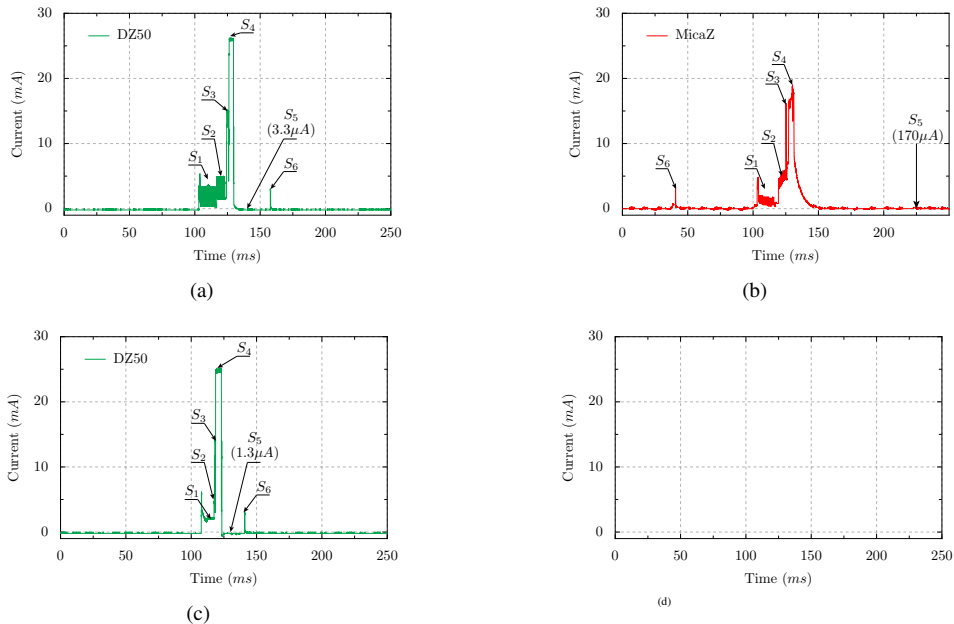 30
20
10
0
0 50 100 150 200 250
Current (mA)
Time (ms)
DZ50
S4
S3
S2
S1
S5
(3.3μA)
S6
(a)
30
20
10
0
0 50 100 150 200
Current (mA)
Time (ms)
MicaZ
S4
S3
S6
S1
S2
S5
(170μA)
(b)
30
20
10
0
0 50 100 150 200 250
Current (mA)
Time (ms)
DZ50
S4
S3
S2
S1
S5
(1.3μA)
S6
(c)
30
20
10
0
0 50 100 150 200 250
Current (mA)
Time (ms)
(d)